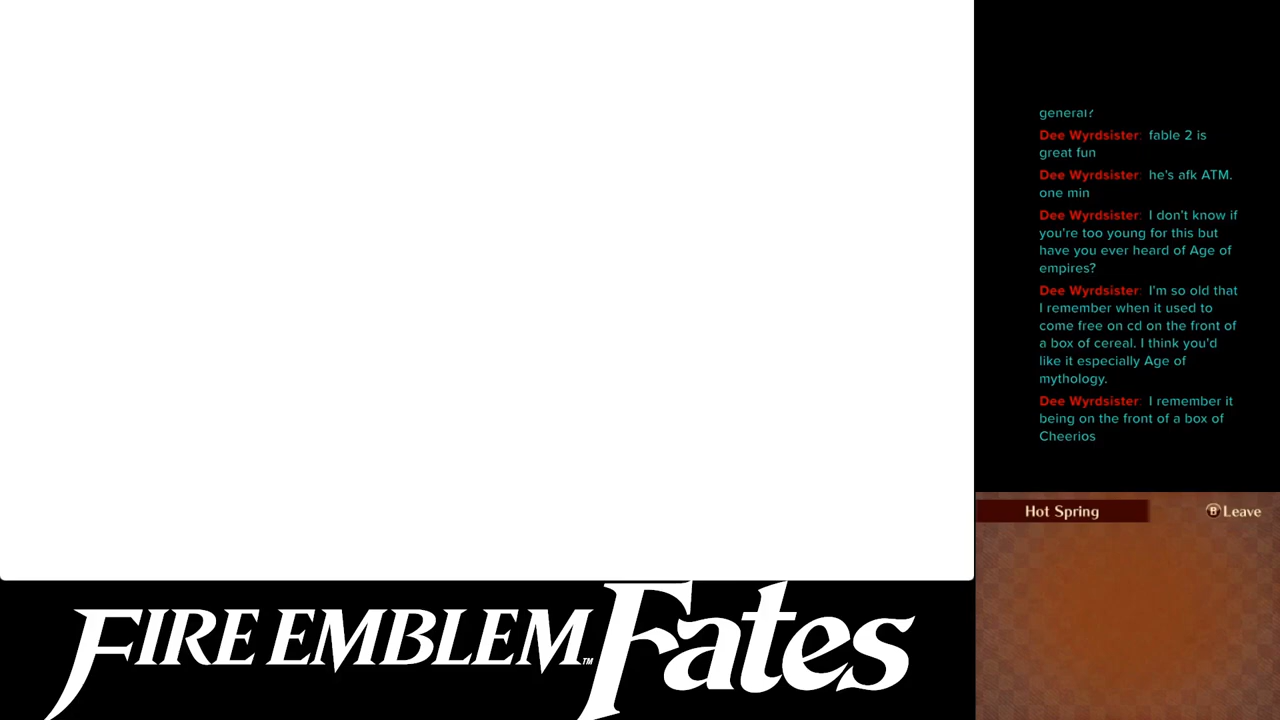 general?
Dee Wyrdsister: fable 2 is
great fun
Dee Wyrdsister: he's afk ATM.
one min
Dee Wyrdsister: I don't know if
you're too young for this but
have you ever heard of Age of
empires?
Dee Wyrdsister: I'm so old that
I remember when it used to
come free on cd on the front of
a box of cereal. I think you'd
like it especially Age of
mythology.
Dee Wyrdsister: I remember it
being on the front of a box of
Cheerios
Hot Spring
B Leave
FIRE EMBLEM™ Fates